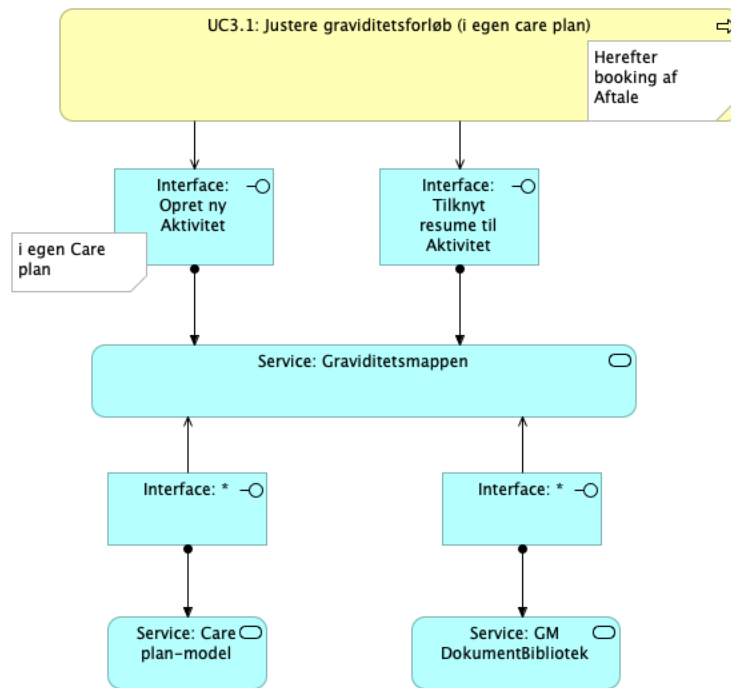 UC3.1: Justere graviditetsforløb (i egen care plan)
Herefter
booking af
Aftale
Interface:
Opret ny
Aktivitet
Interface:
Tilknyt
resume til
Aktivitet
i egen Care
plan
Service: Graviditetsmappen
Interface: *
Interface: *
Service: Care
plan-model
Service: GM
DokumentBibliotek